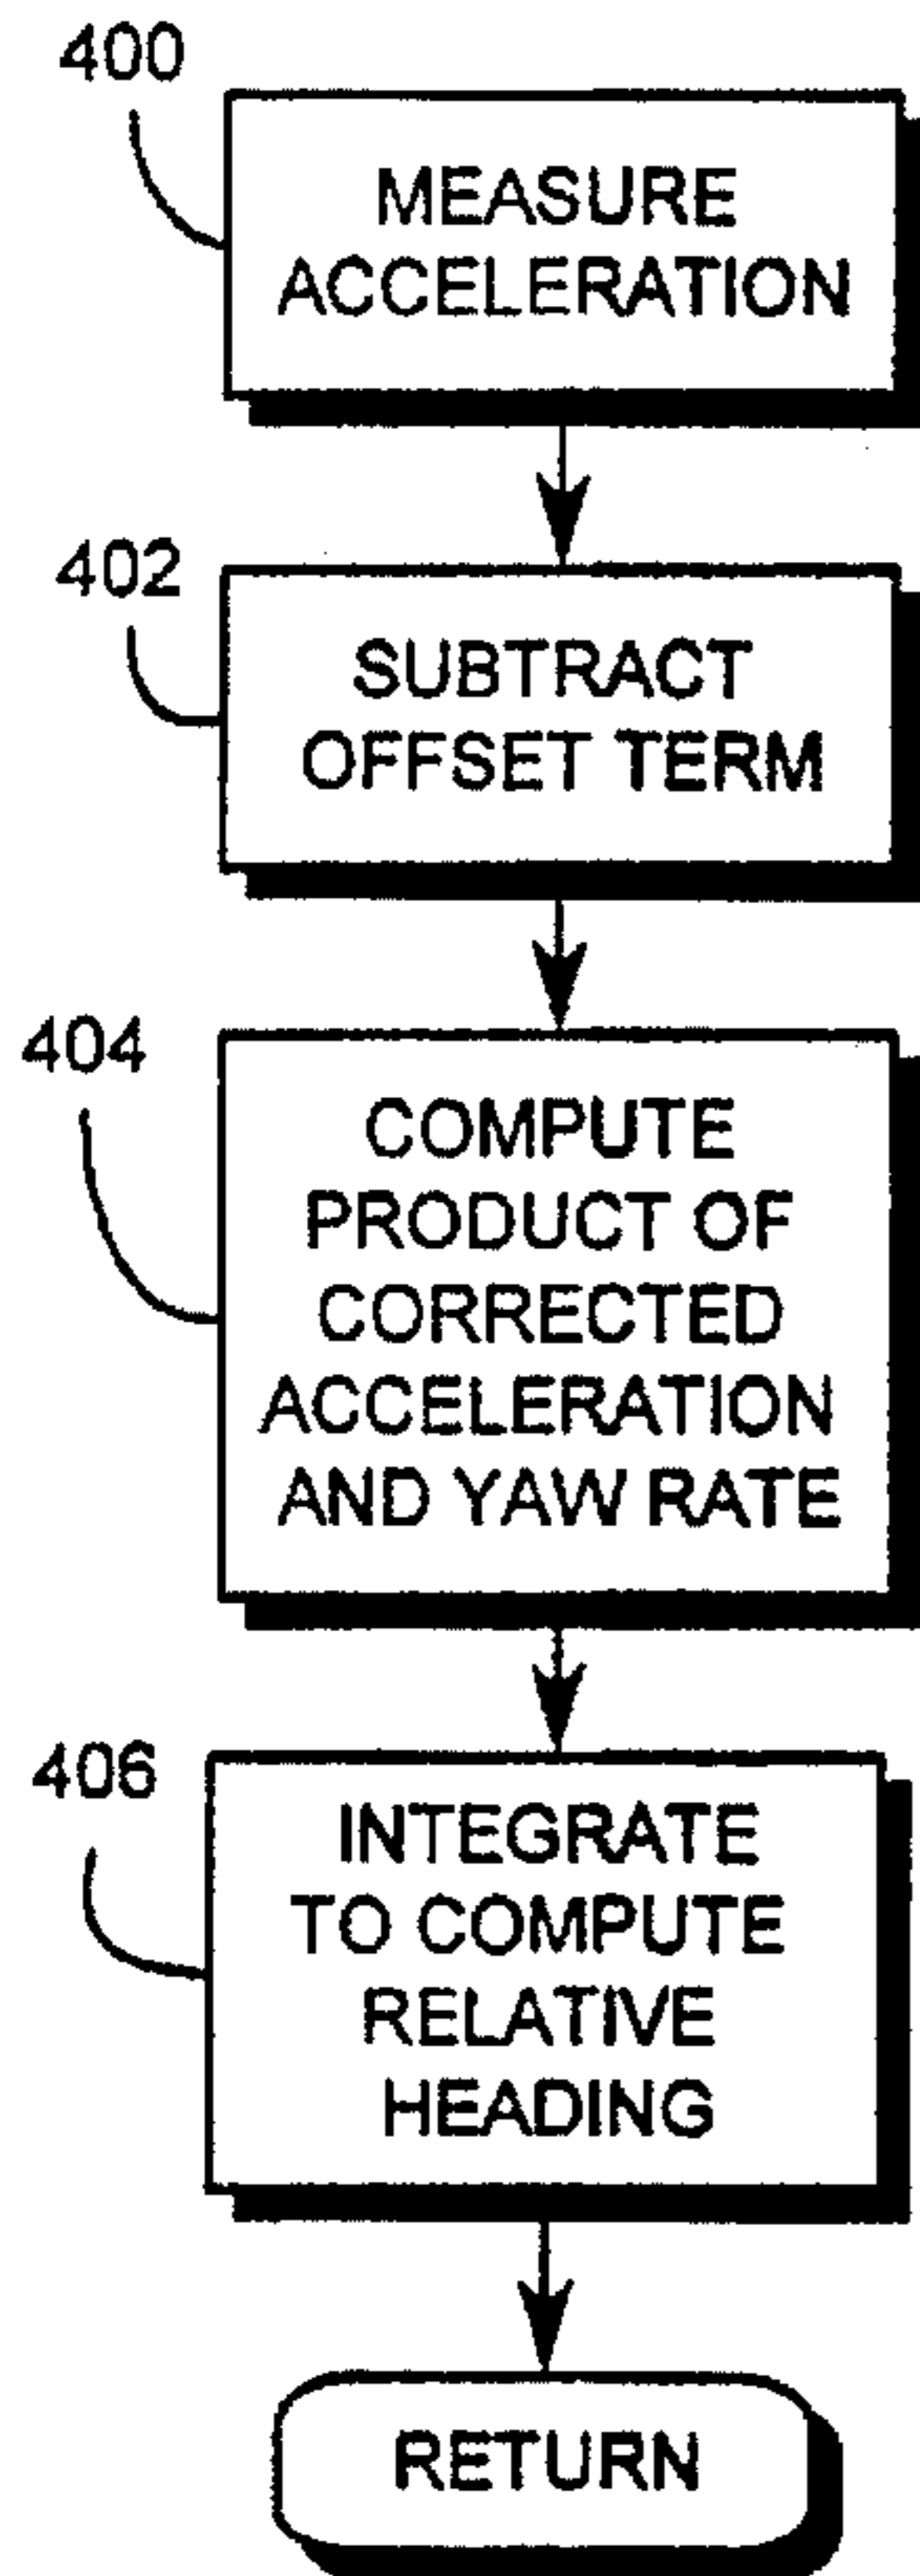 400
MEASURE
ACCELERATION
402
SUBTRACT
OFFSET TERM
404
COMPUTE
PRODUCT OF
CORRECTED
ACCELERATION
AND YAW RATE
406
INTEGRATE
TO COMPUTE
RELATIVE
HEADING
RETURN